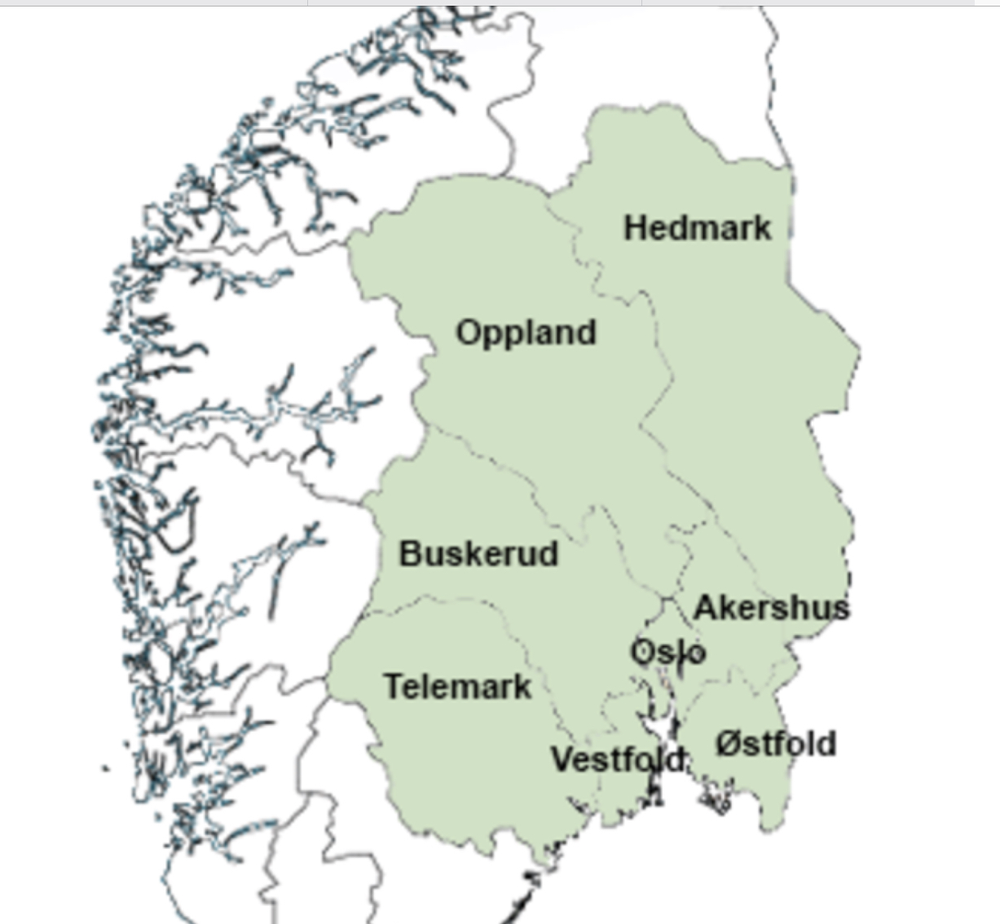 Hedmark
Oppland
Buskerud
Akershus
Oslo
Telemark
Østfold
Vestfold